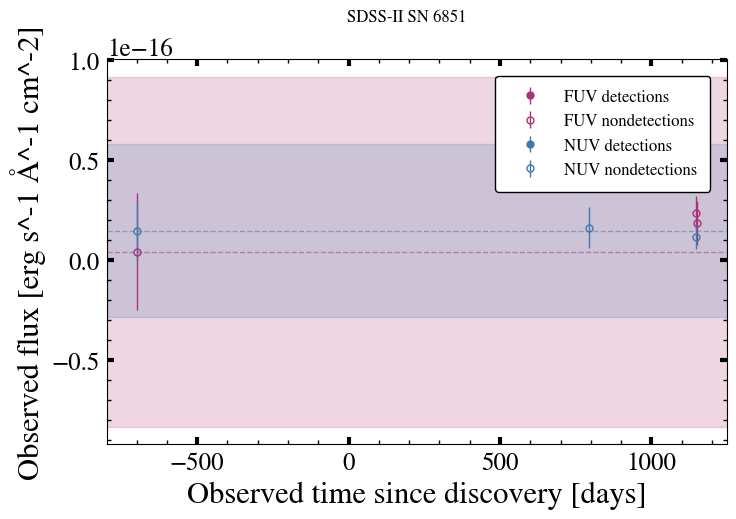 SDSS-II SN 6851
1e−16
1.0
0.5
0.0
−0.5
Observed flux [erg s^-1 Å^-1 cm^-2]
FUV detections
FUV nondetections
NUV detections
NUV nondetections
−500
0
500
1000
Observed time since discovery [days]